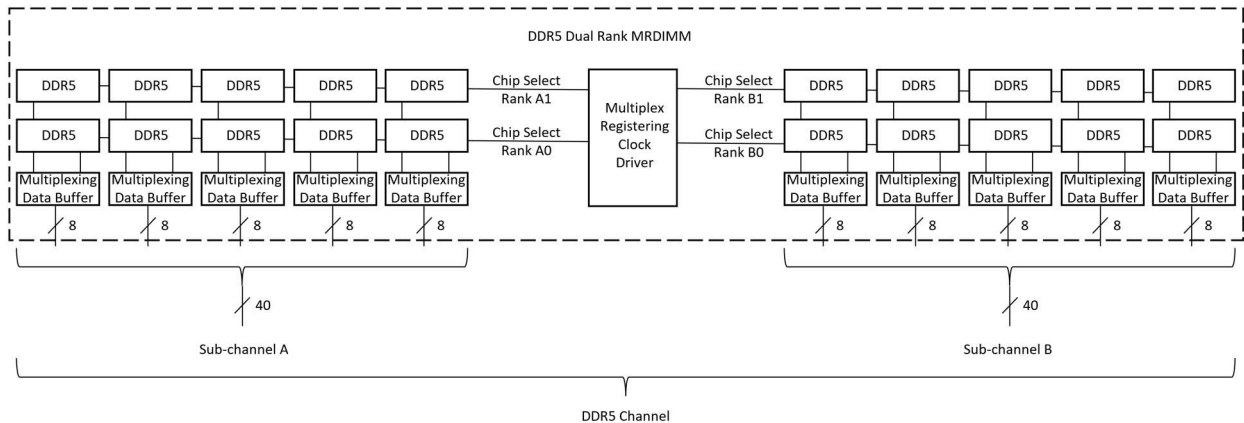 DDR5 Dual Rank MRDIMM
DDR5 DDR5 DDR5 DDR5 DDR5
Chip Select
Rank A1
Chip Select
Rank B1
DDR5 DDR5 DDR5 DDR5 DDR5
Multiplex
Registering
Clock
Driver
DDR5 DDR5 DDR5 DDR5 DDR5
Chip Select
Rank A0
Chip Select
Rank B0
DDR5 DDR5 DDR5 DDR5 DDR5
Multiplexing Multiplexing Multiplexing Multiplexing Multiplexing
Data Buffer Data Buffer Data Buffer Data Buffer Data Buffer
Multiplexing Multiplexing Multiplexing Multiplexing Multiplexing
Data Buffer Data Buffer Data Buffer Data Buffer Data Buffer
8 8 8 8 8
8 8 8 8 8
40
40
Sub-channel A
Sub-channel B
DDR5 Channel